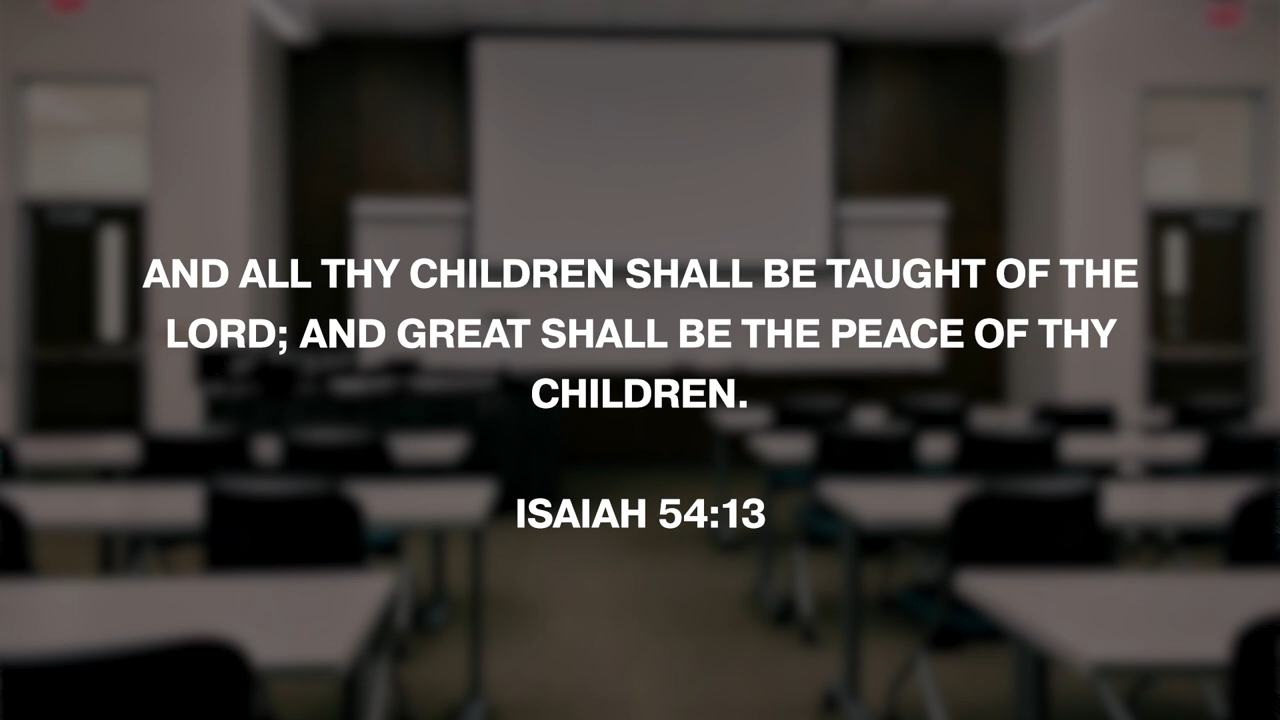 AND ALL THY CHILDREN SHALL BE TAUGHT OF THE
LORD; AND GREAT SHALL BE THE PEACE OF THY
CHILDREN.
ISAIAH 54:13